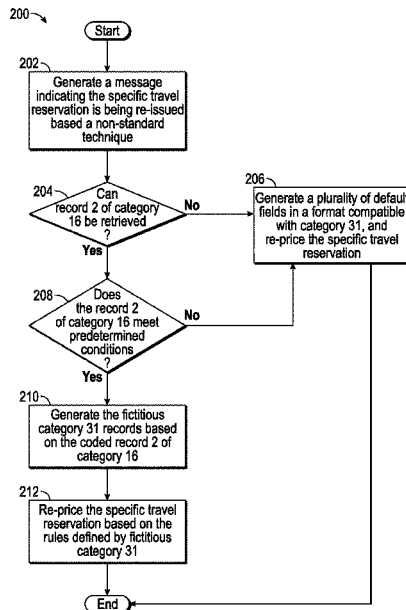 200
Start
202
Generate a message
indicating the specific travel
reservation is being re-issued
based a non-standard
technique
204
Can
record 2 of category
16 be retrieved
?
No
Yes
206
Generate a plurality of default
fields in a format compatible
with category 31, and
re-price the specific travel
reservation
208
Does
the record 2
of category 16 meet
predetermined
conditions
?
No
Yes
210
Generate the fictitious
category 31 records based
on the coded record 2 of
category 16
212
Re-price the specific travel
reservation based on the
rules defined by fictitious
category 31
End